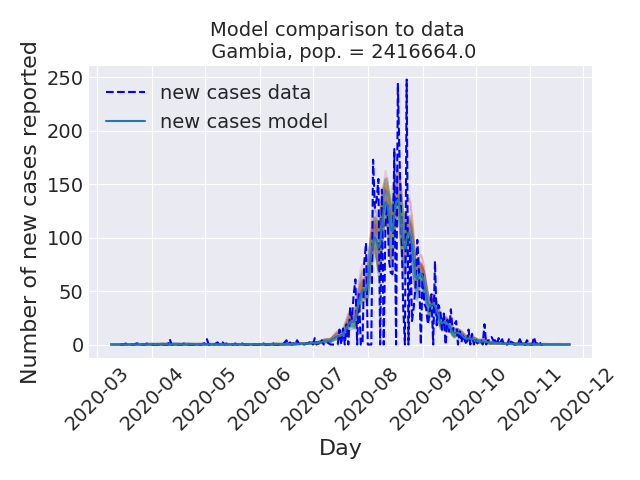 Model comparison to data
Gambia, pop. = 2416664.0
Number of new cases reported
250
200
150
100
50
0
new cases data
new cases model
2020-03
2020-04
2020-05
2020-06
2020-07
2020-08
2020-09
2020-10
2020-11
2020-12
Day